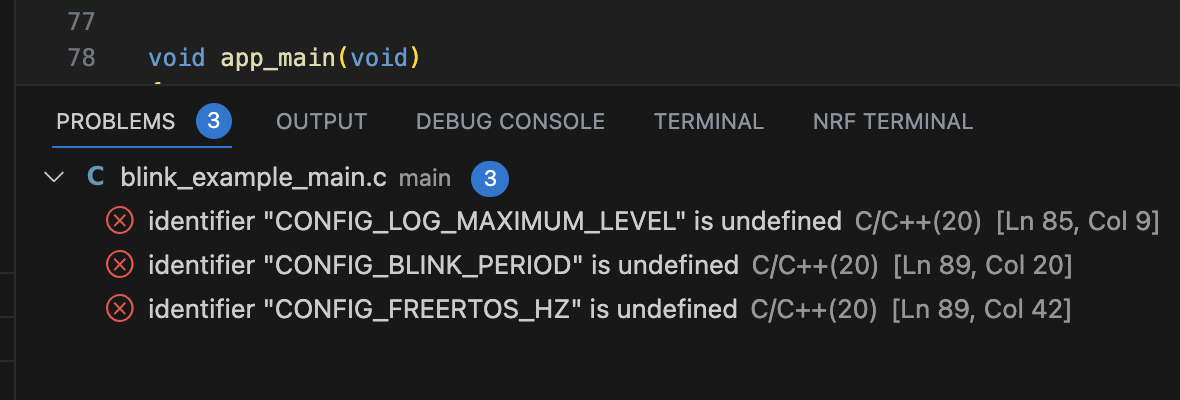 77
78 void app_main(void)
PROBLEMS 3 OUTPUT DEBUG CONSOLE TERMINAL NRF TERMINAL
C blink_example_main.c main 3
identifier "CONFIG_LOG_MAXIMUM_LEVEL" is undefined C/C++(20) [Ln 85, Col 9]
identifier "CONFIG_BLINK_PERIOD" is undefined C/C++(20) [Ln 89, Col 20]
identifier "CONFIG_FREERTOS_HZ" is undefined C/C++(20) [Ln 89, Col 42]